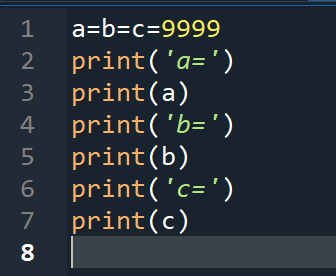 1 a=b=c=9999
2 print('a=')
3 print(a)
4 print('b=')
5 print(b)
6 print('c=')
7 print(c)
8